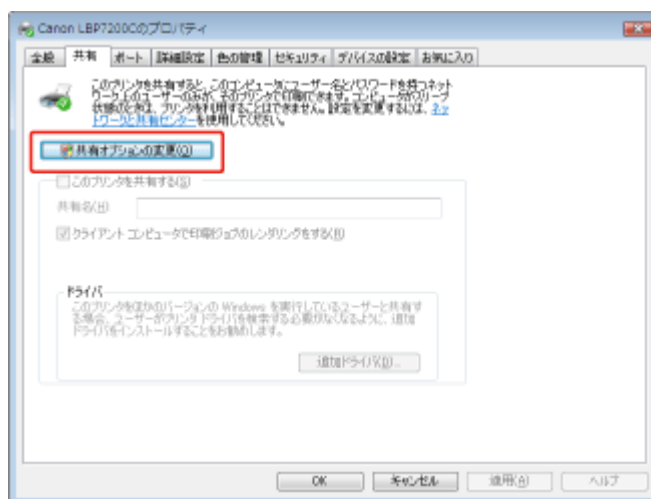 Canon LBP7200Cのプロパティ
全般 共有 ポート 詳細設定 色の管理 セキュリティ デバイスの設定 お気に入り
このプリンタを共有すると、このコンピュータにユーザー名とパスワードを持つネット
ワーク上のユーザーのみが、そのプリンタで印刷できます。コンピュータがスリープ
状態のときは、プリンタを利用することはできません。設定を変更するには、ネッ
トワークと共有センターを使用してください。
共有オプションの変更(O)
このプリンタを共有する(S)
共有名(H)
クライアント コンピュータで印刷ジョブのレンダリングをする(R)
ドライバ
このプリンタをほかのバージョンの Windows を実行しているユーザーと共有す
る場合、ユーザーがプリンタ ドライバを検索する必要がなくなるように、追加
ドライバをインストールすることをお勧めします。
追加ドライバ(D)...
OK キャンセル 適用(A) ヘルプ